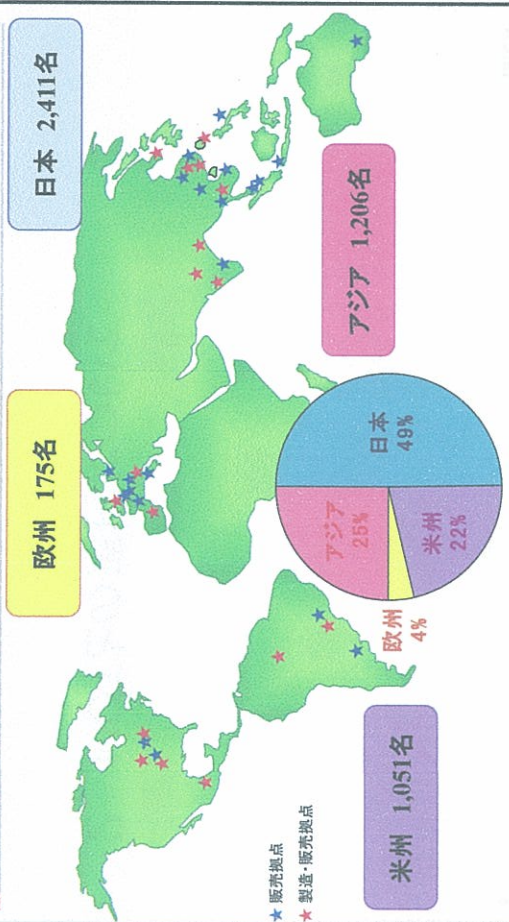 欧州 175名
日本 2,411名
米州 1,051名
アジア 1,206名
★ 販売拠点
★ 製造・販売拠点
日本
49%
アジア
25%
米州
22%
欧州
4%